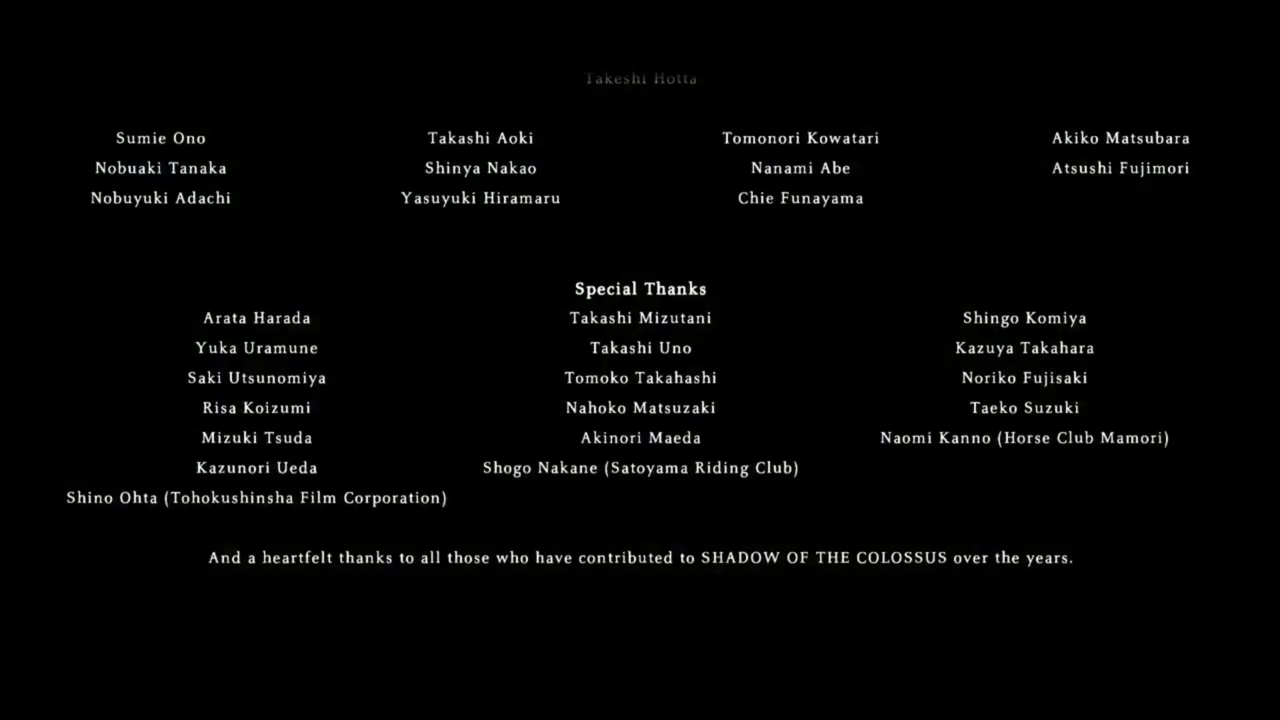 Takeshi Hotta
Sumie Ono Takashi Aoki Tomonori Kowatari Akiko Matsubara
Nobuaki Tanaka Shinya Nakao Nanami Abe Atsushi Fujimori
Nobuyuki Adachi Yasuyuki Hiramaru Chie Funayama
Special Thanks
Arata Harada Takashi Mizutani Shingo Komiya
Yuka Uramune Takashi Uno Kazuya Takahara
Saki Utsunomiya Tomoko Takahashi Noriko Fujisaki
Risa Koizumi Nahoko Matsuzaki Taeko Suzuki
Mizuki Tsuda Akinori Maeda Naomi Kanno (Horse Club Mamori)
Kazunori Ueda Shogo Nakane (Satoyama Riding Club)
Shino Ohta (Tohokushinsha Film Corporation)
And a heartfelt thanks to all those who have contributed to SHADOW OF THE COLOSSUS over the years.